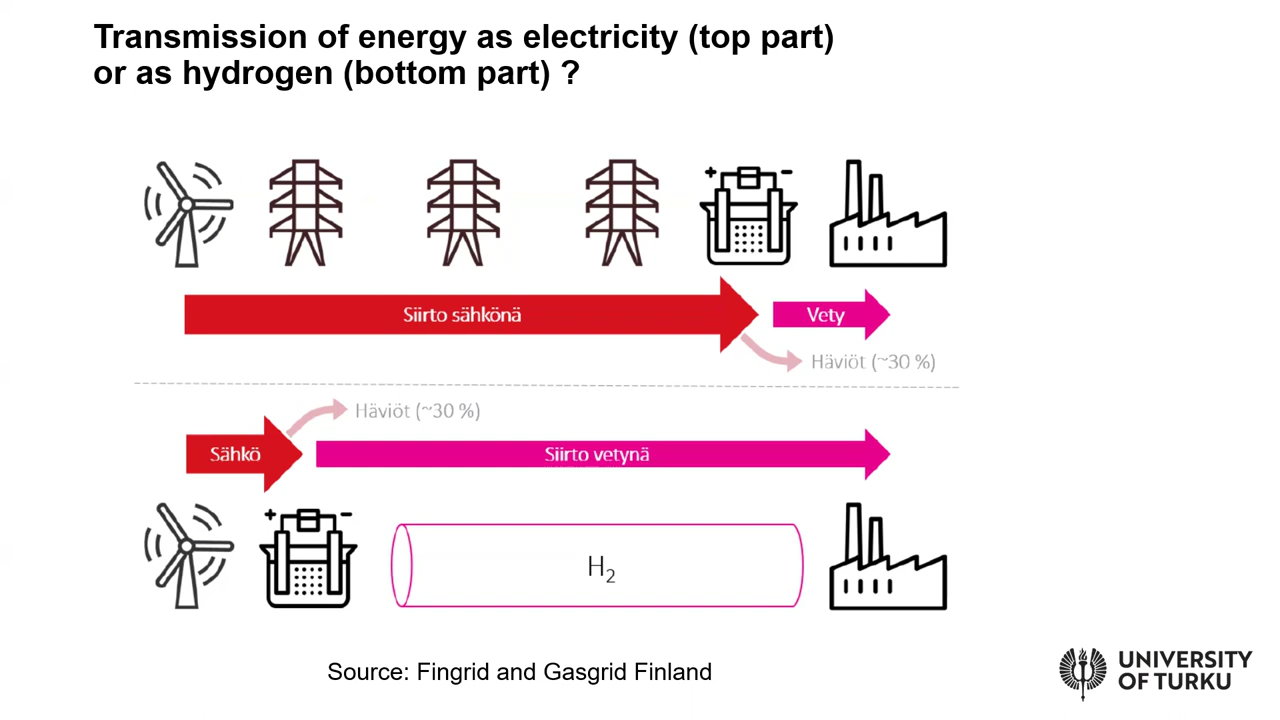 Transmission of energy as electricity (top part)
or as hydrogen (bottom part) ?
+ −
Siirto sähkönä
Vety
Häviöt (~30 %)
Häviöt (~30 %)
Sähkö
Siirto vetynä
+ −
H₂
Source: Fingrid and Gasgrid Finland
UNIVERSITY
OF TURKU